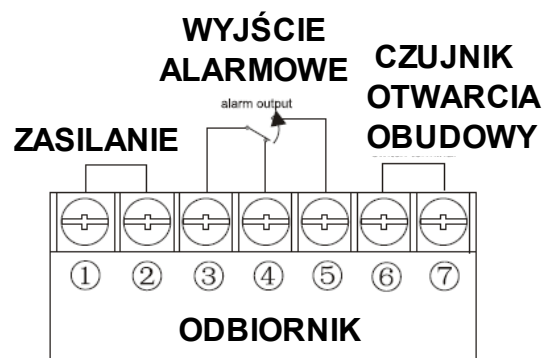 WYJŚCIE
ALARMOWE
alarm output
CZUJNIK
OTWARCIA
OBUDOWY
ZASILANIE
① ② ③ ④ ⑤ ⑥ ⑦
ODBIORNIK